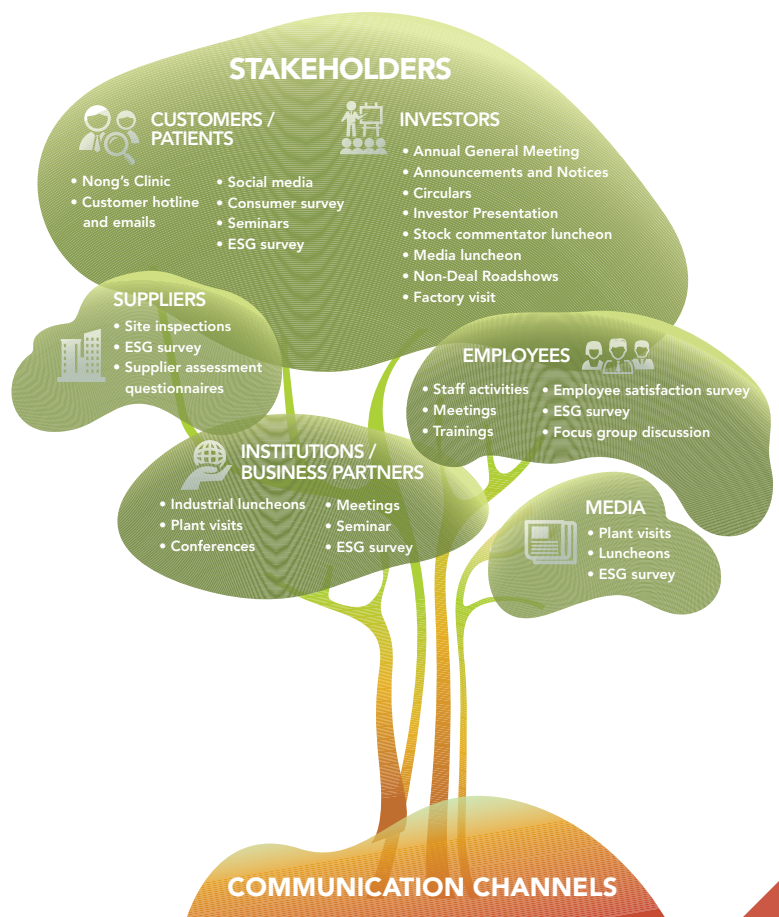 STAKEHOLDERS
CUSTOMERS /
PATIENTS
• Nong's Clinic
• Customer hotline
and emails
• Social media
• Consumer survey
• Seminars
• ESG survey
INVESTORS
• Annual General Meeting
• Announcements and Notices
• Circulars
• Investor Presentation
• Stock commentator luncheon
• Media luncheon
• Non-Deal Roadshows
• Factory visit
SUPPLIERS
• Site inspections
• ESG survey
• Supplier assessment
questionnaires
EMPLOYEES
• Staff activities
• Meetings
• Trainings
• Employee satisfaction survey
• ESG survey
• Focus group discussion
INSTITUTIONS /
BUSINESS PARTNERS
• Industrial luncheons
• Plant visits
• Conferences
• Meetings
• Seminar
• ESG survey
MEDIA
• Plant visits
• Luncheons
• ESG survey
COMMUNICATION CHANNELS